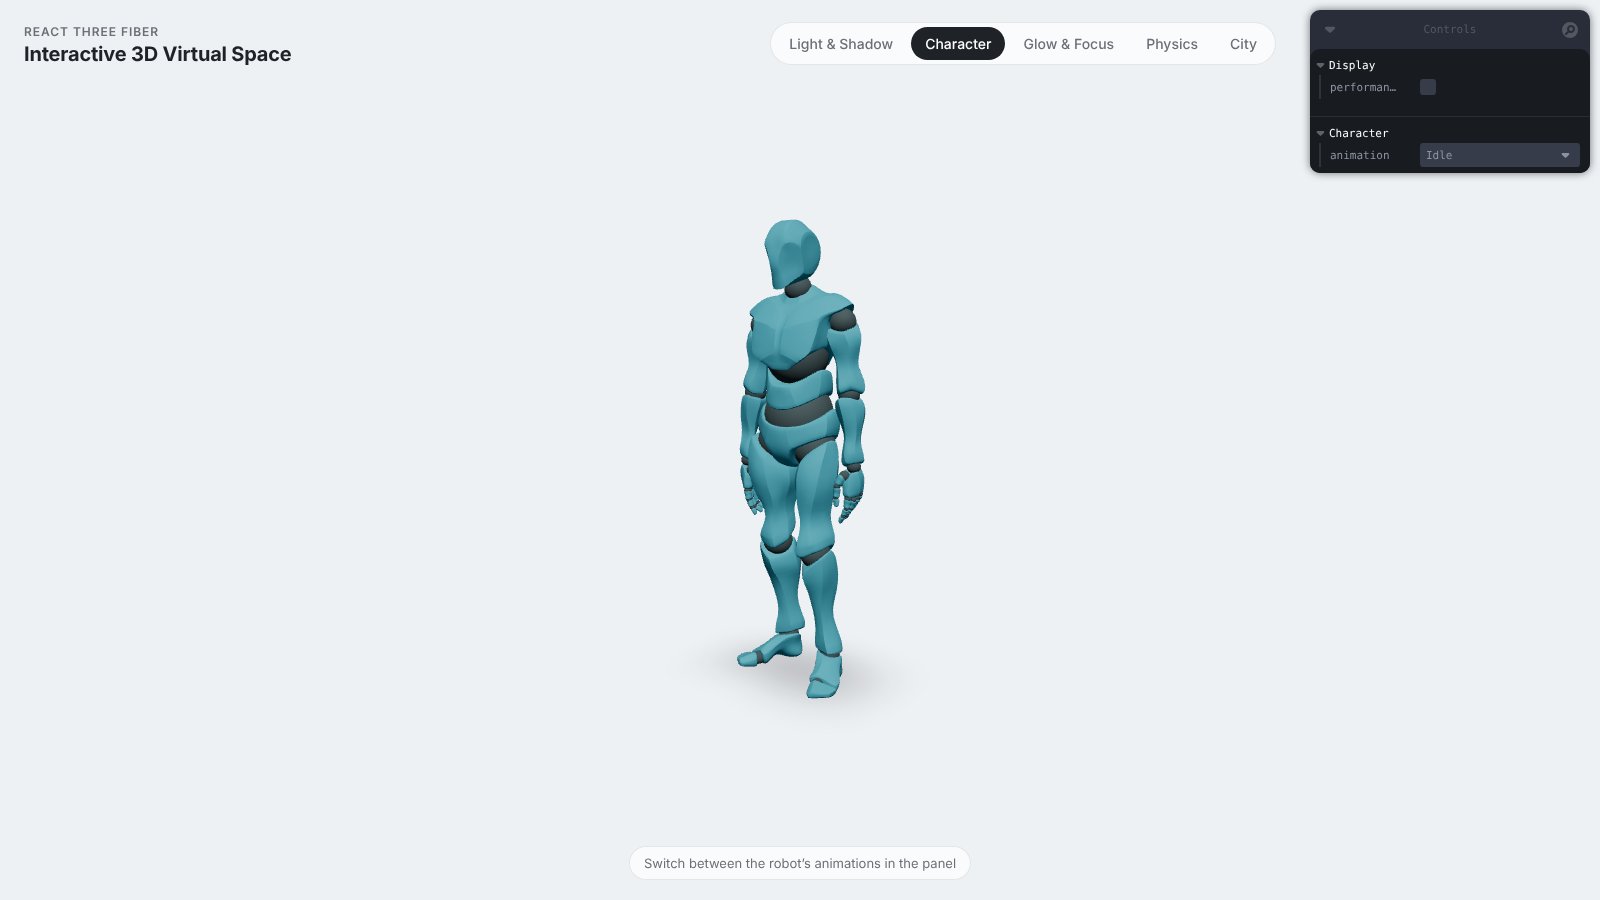 REACT THREE FIBER
Interactive 3D Virtual Space
Light & Shadow
Character
Glow & Focus
Physics
City
Controls
Display
performan…
Character
animation
Idle
Switch between the robot’s animations in the panel